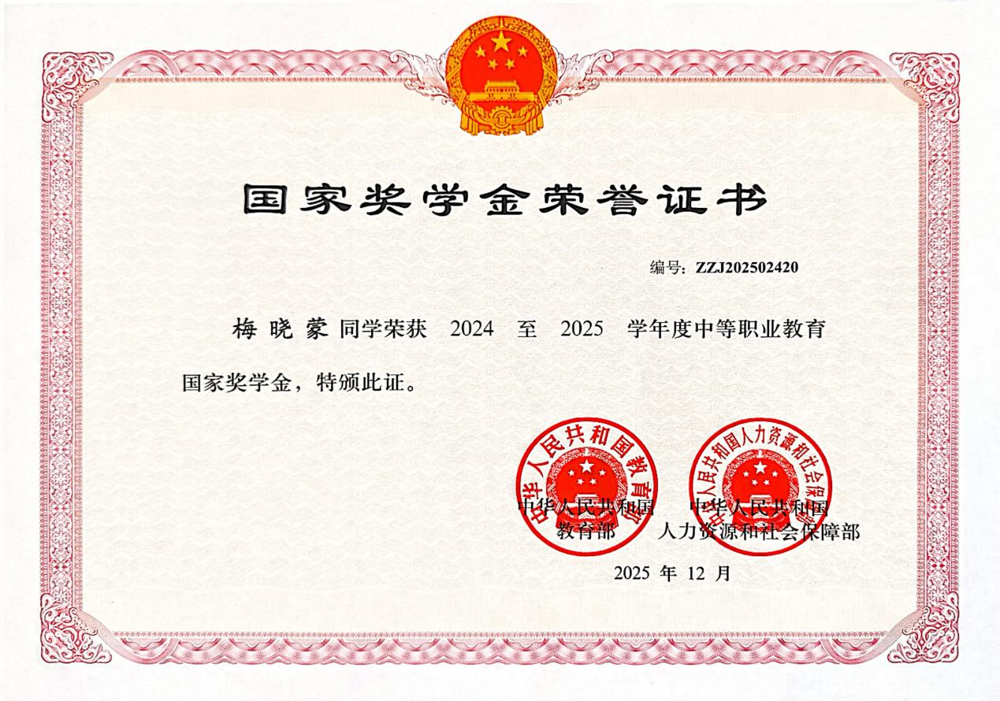 国家奖学金荣誉证书
编号：ZZJ202502420
梅晓蒙同学荣获 2024 至 2025 学年度中等职业教育
国家奖学金，特颁此证。
中华人民共和国教育部
中华人民共和国人力资源和社会保障部
中华人民共和国 中华人民共和国
教育部 人力资源和社会保障部
2025 年 12 月